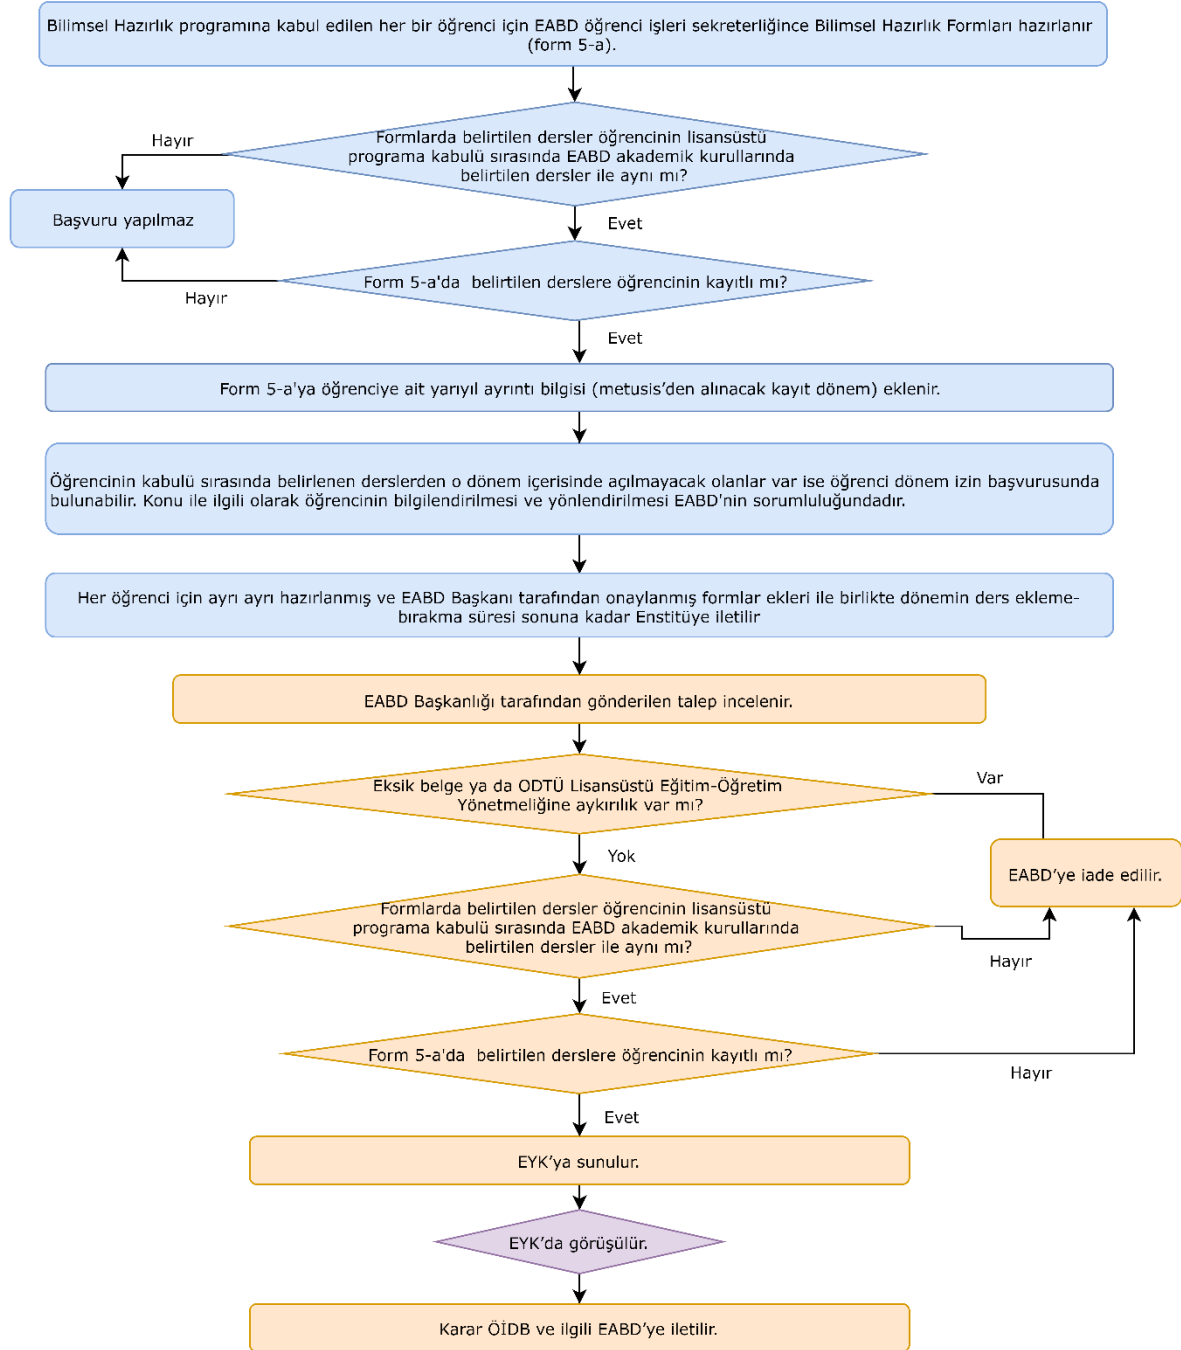 Bilimsel Hazırlık programına kabul edilen her bir öğrenci için EABD öğrenci işleri sekreterliğince Bilimsel Hazırlık Formları hazırlanır
(form 5-a).
Formlarda belirtilen dersler öğrencinin lisansüstü
programa kabulü sırasında EABD akademik kurullarında
belirtilen dersler ile aynı mı?
Hayır
Başvuru yapılmaz
Evet
Form 5-a'da  belirtilen derslere öğrencinin kayıtlı mı?
Hayır
Evet
Form 5-a'ya öğrenciye ait yarıyıl ayrıntı bilgisi (metusis’den alınacak kayıt dönem) eklenir.
Öğrencinin kabulü sırasında belirlenen derslerden o dönem içerisinde açılmayacak olanlar var ise öğrenci dönem izin başvurusunda
bulunabilir. Konu ile ilgili olarak öğrencinin bilgilendirilmesi ve yönlendirilmesi EABD'nin sorumluluğundadır.
Her öğrenci için ayrı ayrı hazırlanmış ve EABD Başkanı tarafından onaylanmış formlar ekleri ile birlikte dönemin ders ekleme-
bırakma süresi sonuna kadar Enstitüye iletilir
EABD Başkanlığı tarafından gönderilen talep incelenir.
Eksik belge ya da ODTÜ Lisansüstü Eğitim-Öğretim
Yönetmeliğine aykırılık var mı?
Var
Yok
EABD’ye iade edilir.
Formlarda belirtilen dersler öğrencinin lisansüstü
programa kabulü sırasında EABD akademik kurullarında
belirtilen dersler ile aynı mı?
Hayır
Evet
Form 5-a'da  belirtilen derslere öğrencinin kayıtlı mı?
Hayır
Evet
EYK’ya sunulur.
EYK’da görüşülür.
Karar ÖİDB ve ilgili EABD’ye iletilir.